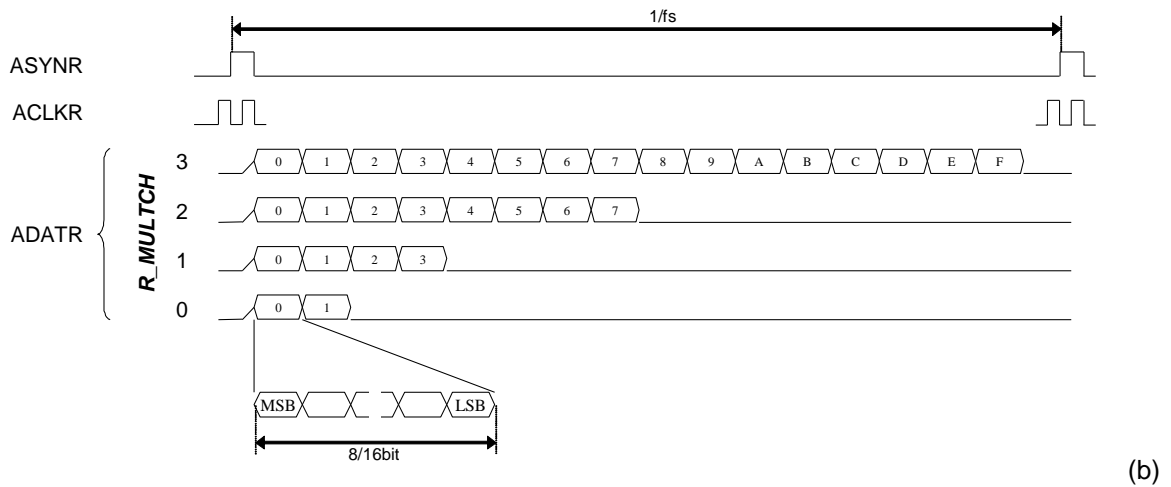 1/fs
ASYNR
ACLKR
ADATR
R_MULTCH
3 0 1 2 3 4 5 6 7 8 9 A B C D E F
2 0 1 2 3 4 5 6 7
1 0 1 2 3
0 0 1
MSB LSB
8/16bit
(b)